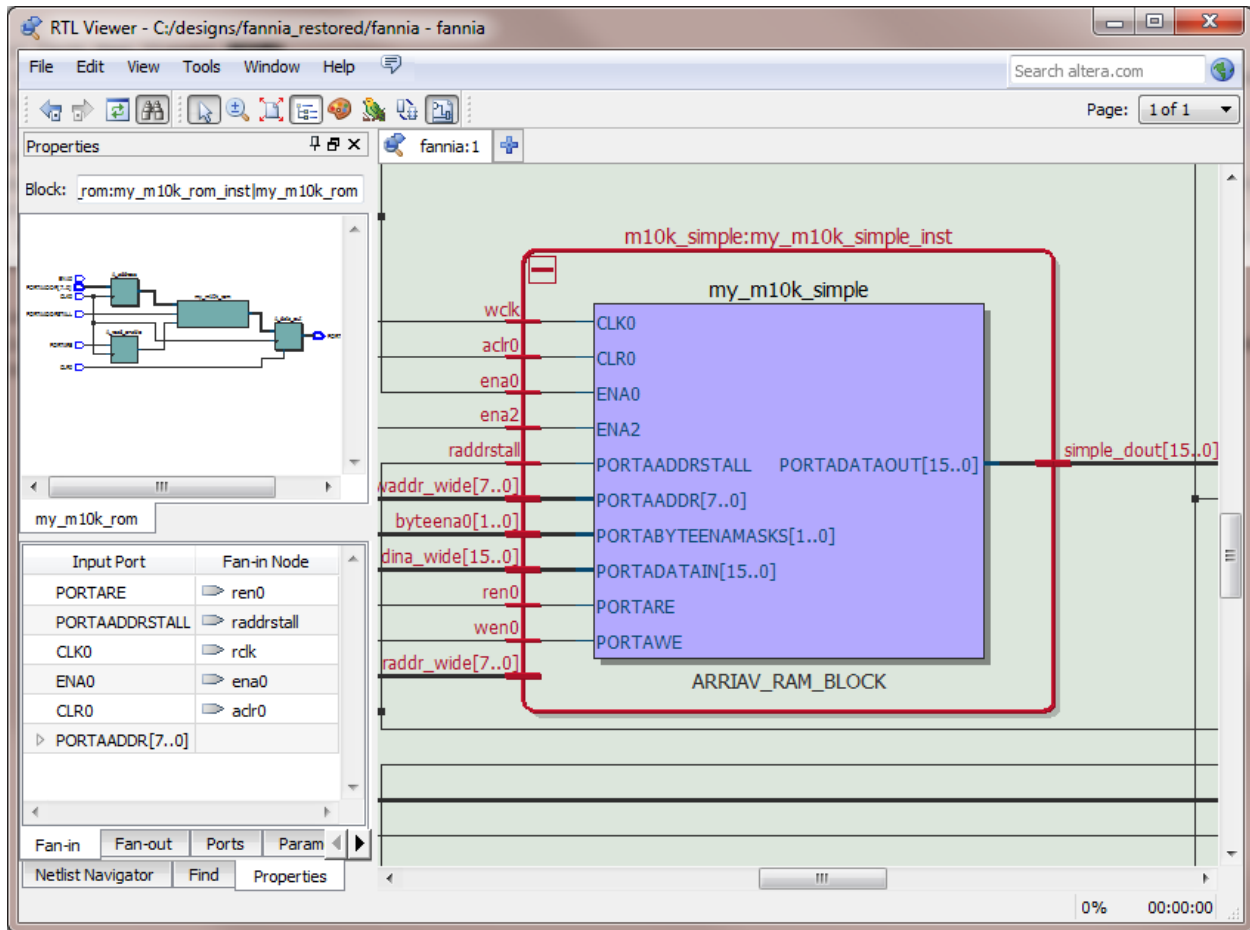 RTL Viewer - C:/designs/fannia_restored/fannia - fannia
File Edit View Tools Window Help
Search altera.com
Page: 1 of 1
Properties
fannia:1
Block: _rom:my_m10k_rom_inst|my_m10k_rom
my_m10k_rom
Input Port Fan-in Node
PORTARE ren0
PORTAADDRSTALL raddrstall
CLK0 rclk
ENA0 ena0
CLR0 aclr0
PORTAADDR[7..0]
Fan-in Fan-out Ports Param
Netlist Navigator Find Properties
m10k_simple:my_m10k_simple_inst
my_m10k_simple
wclk CLK0
aclr0 CLR0
ena0 ENA0
ena2 ENA2
raddrstall PORTAADDRSTALL PORTADATAOUT[15..0] simple_dout[15..0]
waddr_wide[7..0] PORTAADDR[7..0]
byteena0[1..0] PORTABYTEENAMASKS[1..0]
dina_wide[15..0] PORTADATAIN[15..0]
ren0 PORTARE
wen0 PORTAWE
raddr_wide[7..0]
ARRIAV_RAM_BLOCK
0% 00:00:00